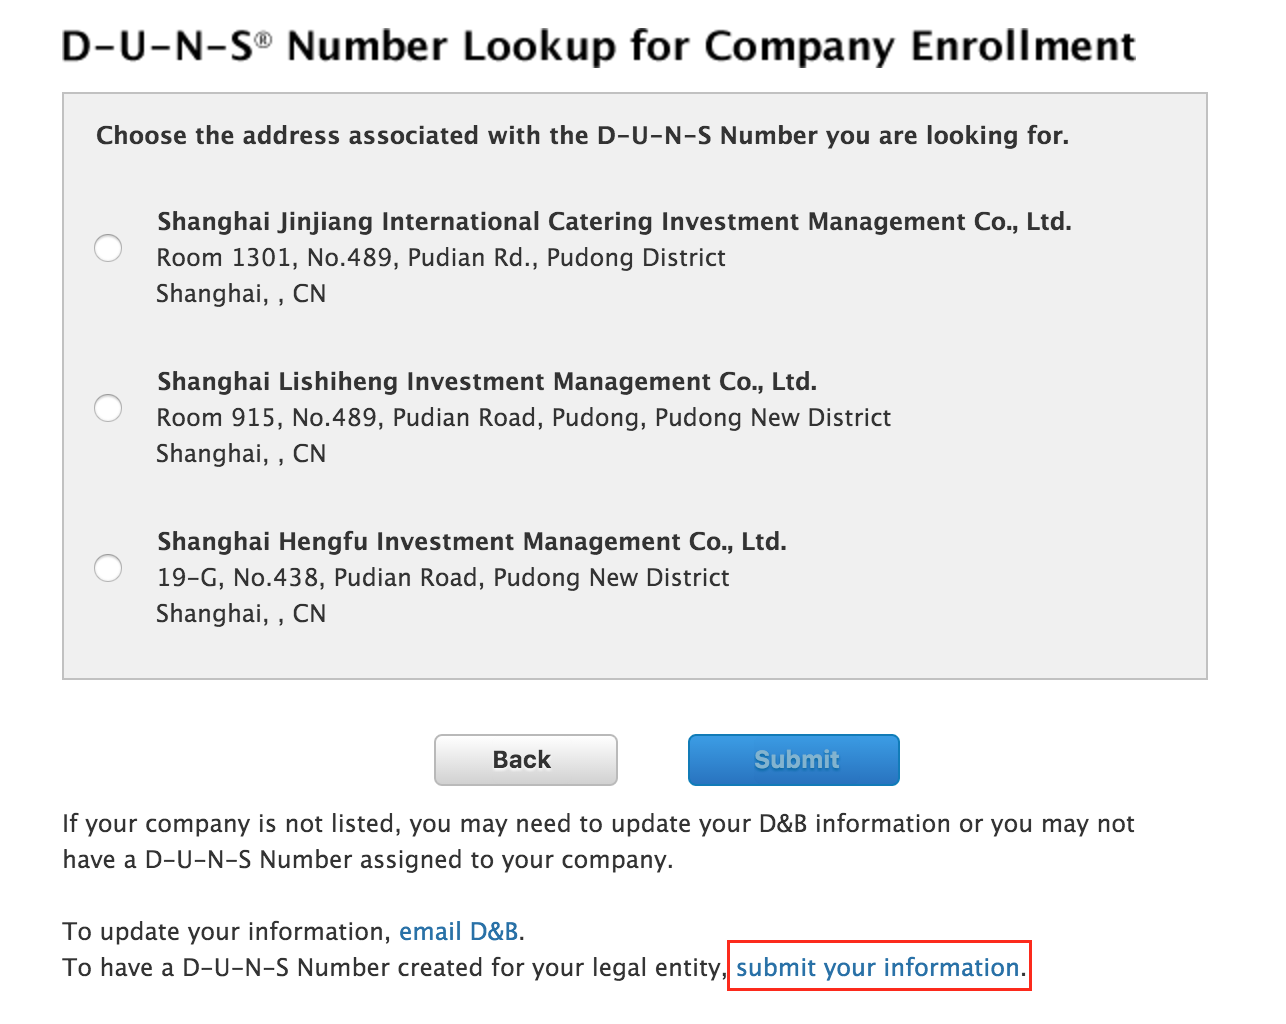 D-U-N-S® Number Lookup for Company Enrollment
Choose the address associated with the D-U-N-S Number you are looking for.
Shanghai Jinjiang International Catering Investment Management Co., Ltd.
Room 1301, No.489, Pudian Rd., Pudong District
Shanghai, , CN
Shanghai Lishiheng Investment Management Co., Ltd.
Room 915, No.489, Pudian Road, Pudong, Pudong New District
Shanghai, , CN
Shanghai Hengfu Investment Management Co., Ltd.
19-G, No.438, Pudian Road, Pudong New District
Shanghai, , CN
Back Submit
If your company is not listed, you may need to update your D&B information or you may not
have a D-U-N-S Number assigned to your company.
To update your information, email D&B.
To have a D-U-N-S Number created for your legal entity, submit your information.